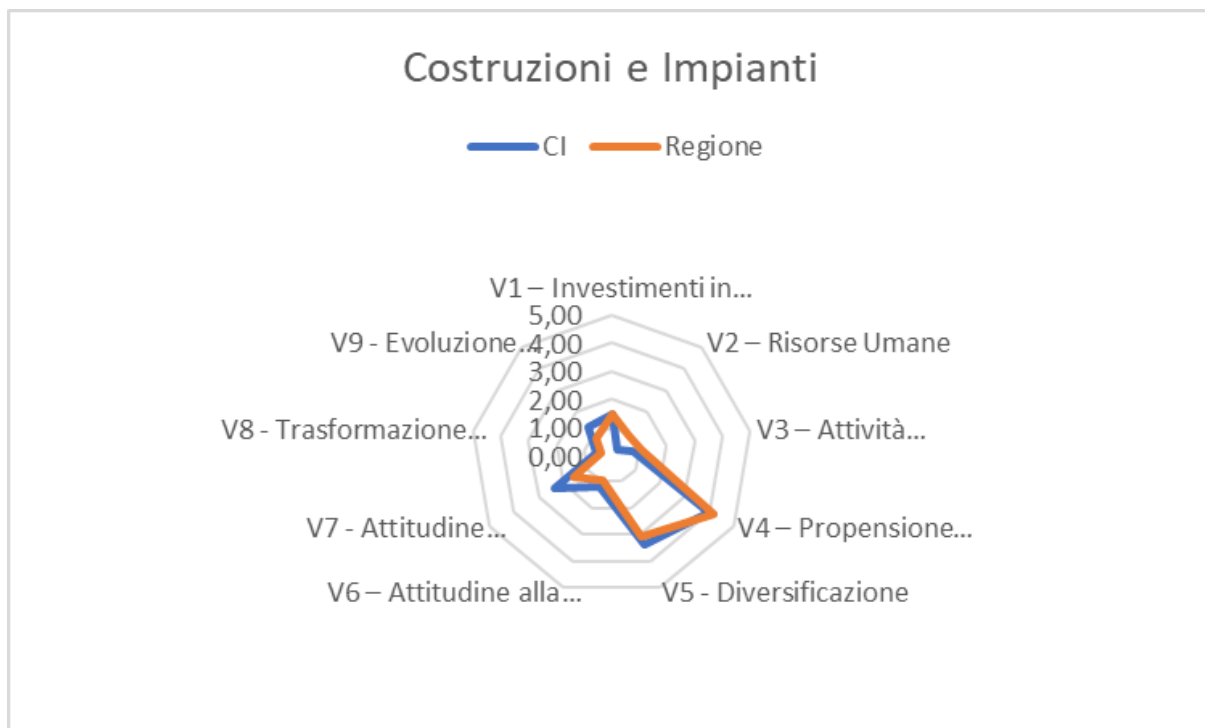 Costruzioni e Impianti
CI Regione
V1 – Investimenti in...
5,00
4,00
3,00
2,00
1,00
0,00
V2 – Risorse Umane
V3 – Attività...
V4 – Propensione...
V5 - Diversificazione
V6 – Attitudine alla...
V7 - Attitudine...
V8 - Trasformazione...
V9 - Evoluzione...